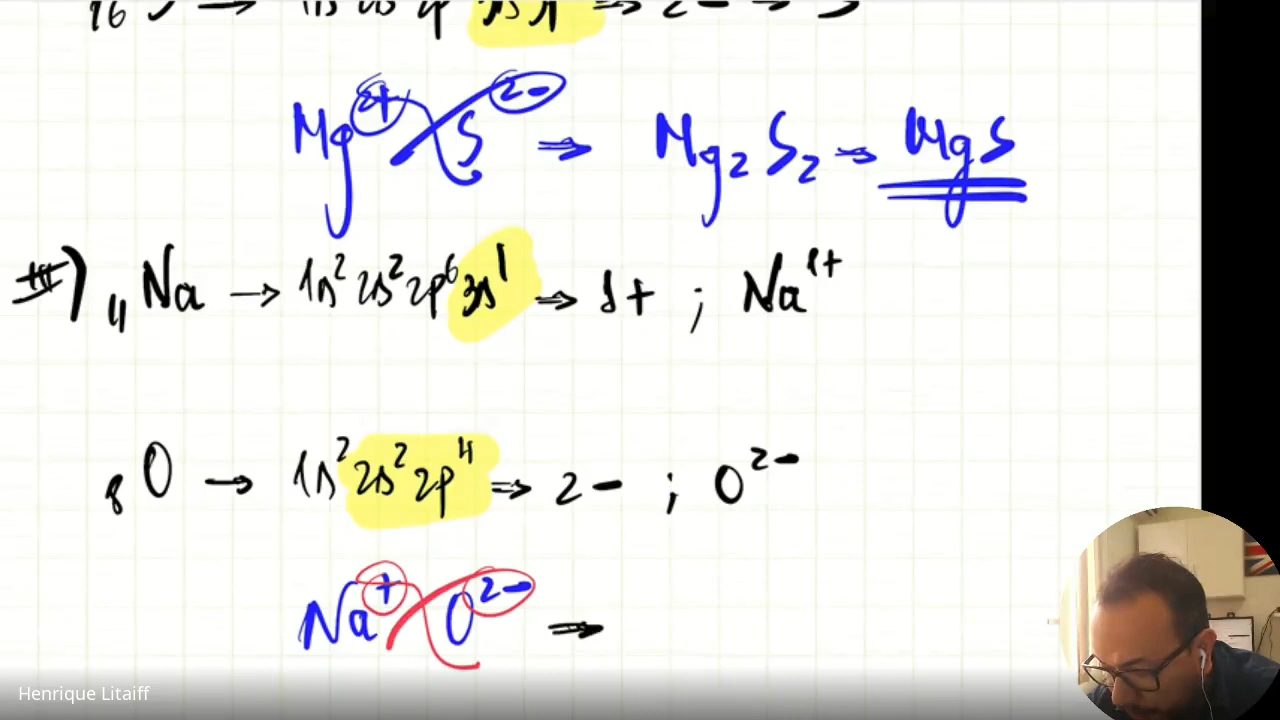 Mg²⁺ S²⁻ ⇒ Mg₂S₂ → MgS
III) ₁₁Na → 1s² 2s² 2p⁶ 3s¹ ⇒ 1+ ; Na¹⁺
₈O → 1s² 2s² 2p⁴ ⇒ 2- ; O²⁻
Na⁺ O²⁻ ⇒
Henrique Litaiff